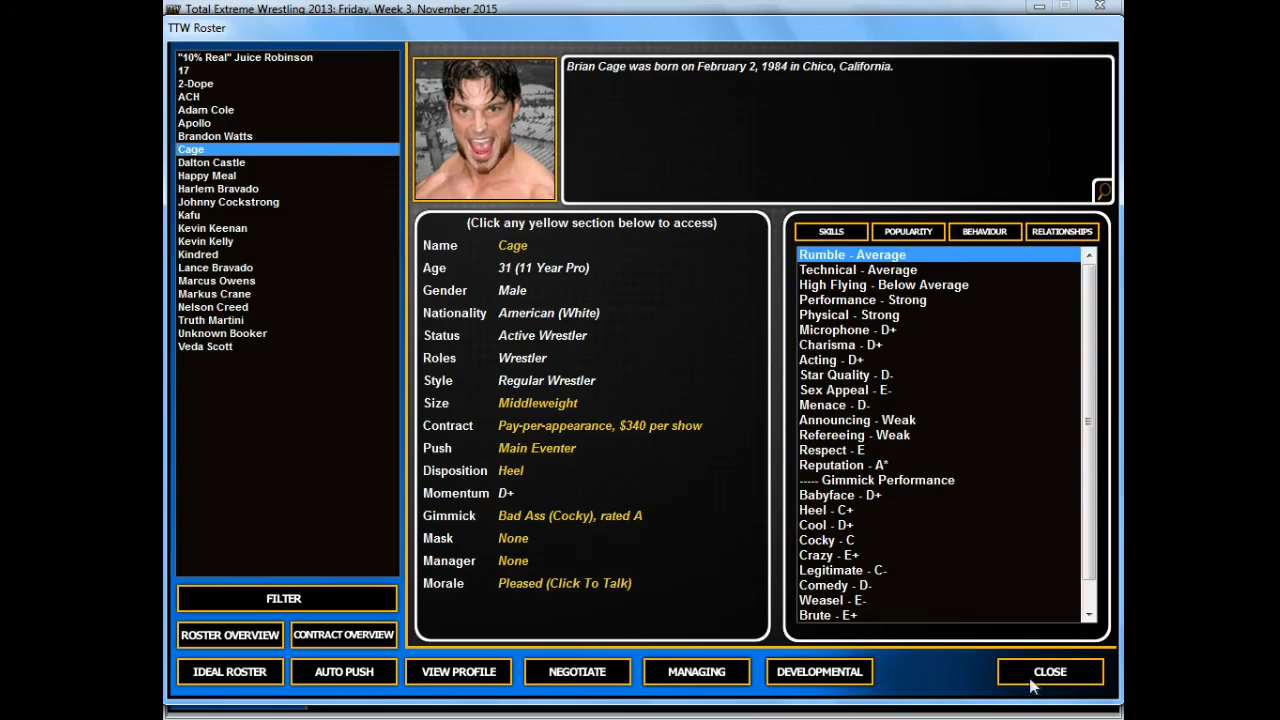 Total Extreme Wrestling 2013: Friday, Week 3, November 2015
TTW Roster
"10% Real" Juice Robinson
17
2-Dope
ACH
Adam Cole
Apollo
Brandon Watts
Cage
Dalton Castle
Happy Meal
Harlem Bravado
Johnny Cockstrong
Kafu
Kevin Keenan
Kevin Kelly
Kindred
Lance Bravado
Marcus Owens
Markus Crane
Nelson Creed
Truth Martini
Unknown Booker
Veda Scott
FILTER
ROSTER OVERVIEW
CONTRACT OVERVIEW
IDEAL ROSTER
AUTO PUSH
VIEW PROFILE
NEGOTIATE
MANAGING
DEVELOPMENTAL
CLOSE
Brian Cage was born on February 2, 1984 in Chico, California.
(Click any yellow section below to access)
Name Cage
Age 31 (11 Year Pro)
Gender Male
Nationality American (White)
Status Active Wrestler
Roles Wrestler
Style Regular Wrestler
Size Middleweight
Contract Pay-per-appearance, $340 per show
Push Main Eventer
Disposition Heel
Momentum D+
Gimmick Bad Ass (Cocky), rated A
Mask None
Manager None
Morale Pleased (Click To Talk)
SKILLS
POPULARITY
BEHAVIOUR
RELATIONSHIPS
Rumble - Average
Technical - Average
High Flying - Below Average
Performance - Strong
Physical - Strong
Microphone - D+
Charisma - D+
Acting - D+
Star Quality - D-
Sex Appeal - E-
Menace - D-
Announcing - Weak
Refereeing - Weak
Respect - E
Reputation - A*
----- Gimmick Performance
Babyface - D+
Heel - C+
Cool - D+
Cocky - C
Crazy - E+
Legitimate - C-
Comedy - D-
Weasel - E-
Brute - E+